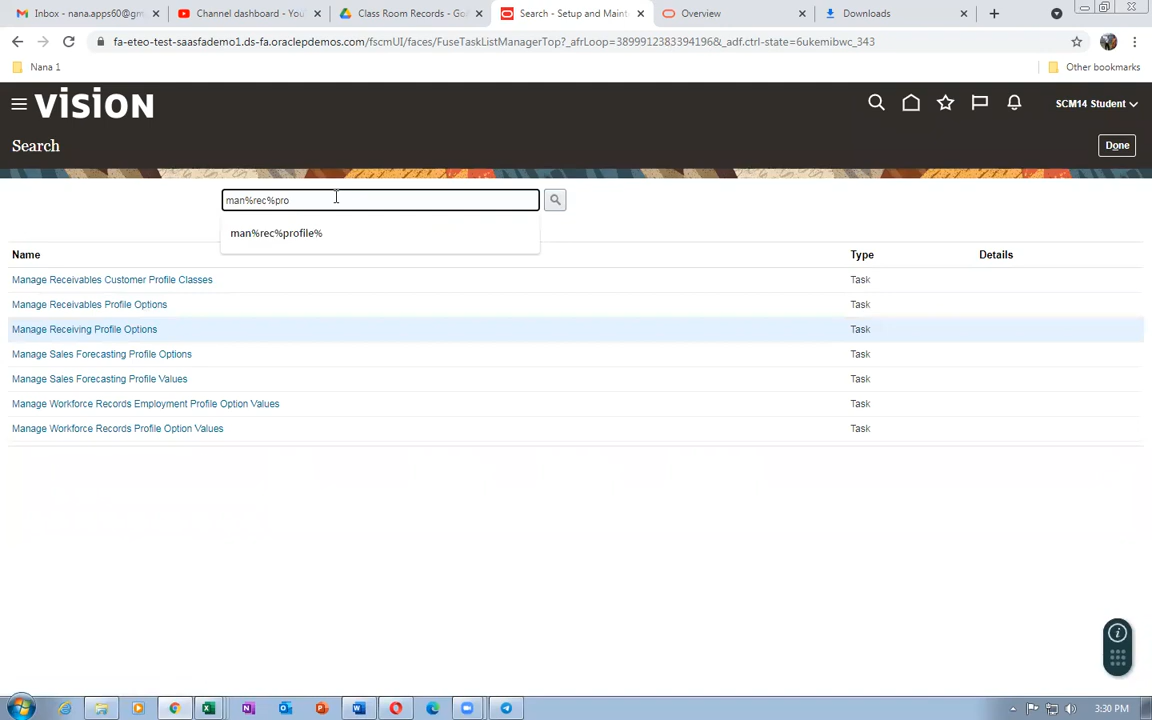 Inbox - nana.apps60@gm
Channel dashboard - You
Class Room Records - Goo
Search - Setup and Maint
Overview
Downloads
fa-eteo-test-saasfademo1.ds-fa.oraclepdemos.com/fscmUI/faces/FuseTaskListManagerTop?_afrLoop=3899912383394196&_adf.ctrl-state=6ukemibwc_343
Nana 1
Other bookmarks
VISION
SCM14 Student
Search
Done
man%rec%pro
man%rec%profile%
Name Type Details
Manage Receivables Customer Profile Classes Task
Manage Receivables Profile Options Task
Manage Receiving Profile Options Task
Manage Sales Forecasting Profile Options Task
Manage Sales Forecasting Profile Values Task
Manage Workforce Records Employment Profile Option Values Task
Manage Workforce Records Profile Option Values Task
3:30 PM